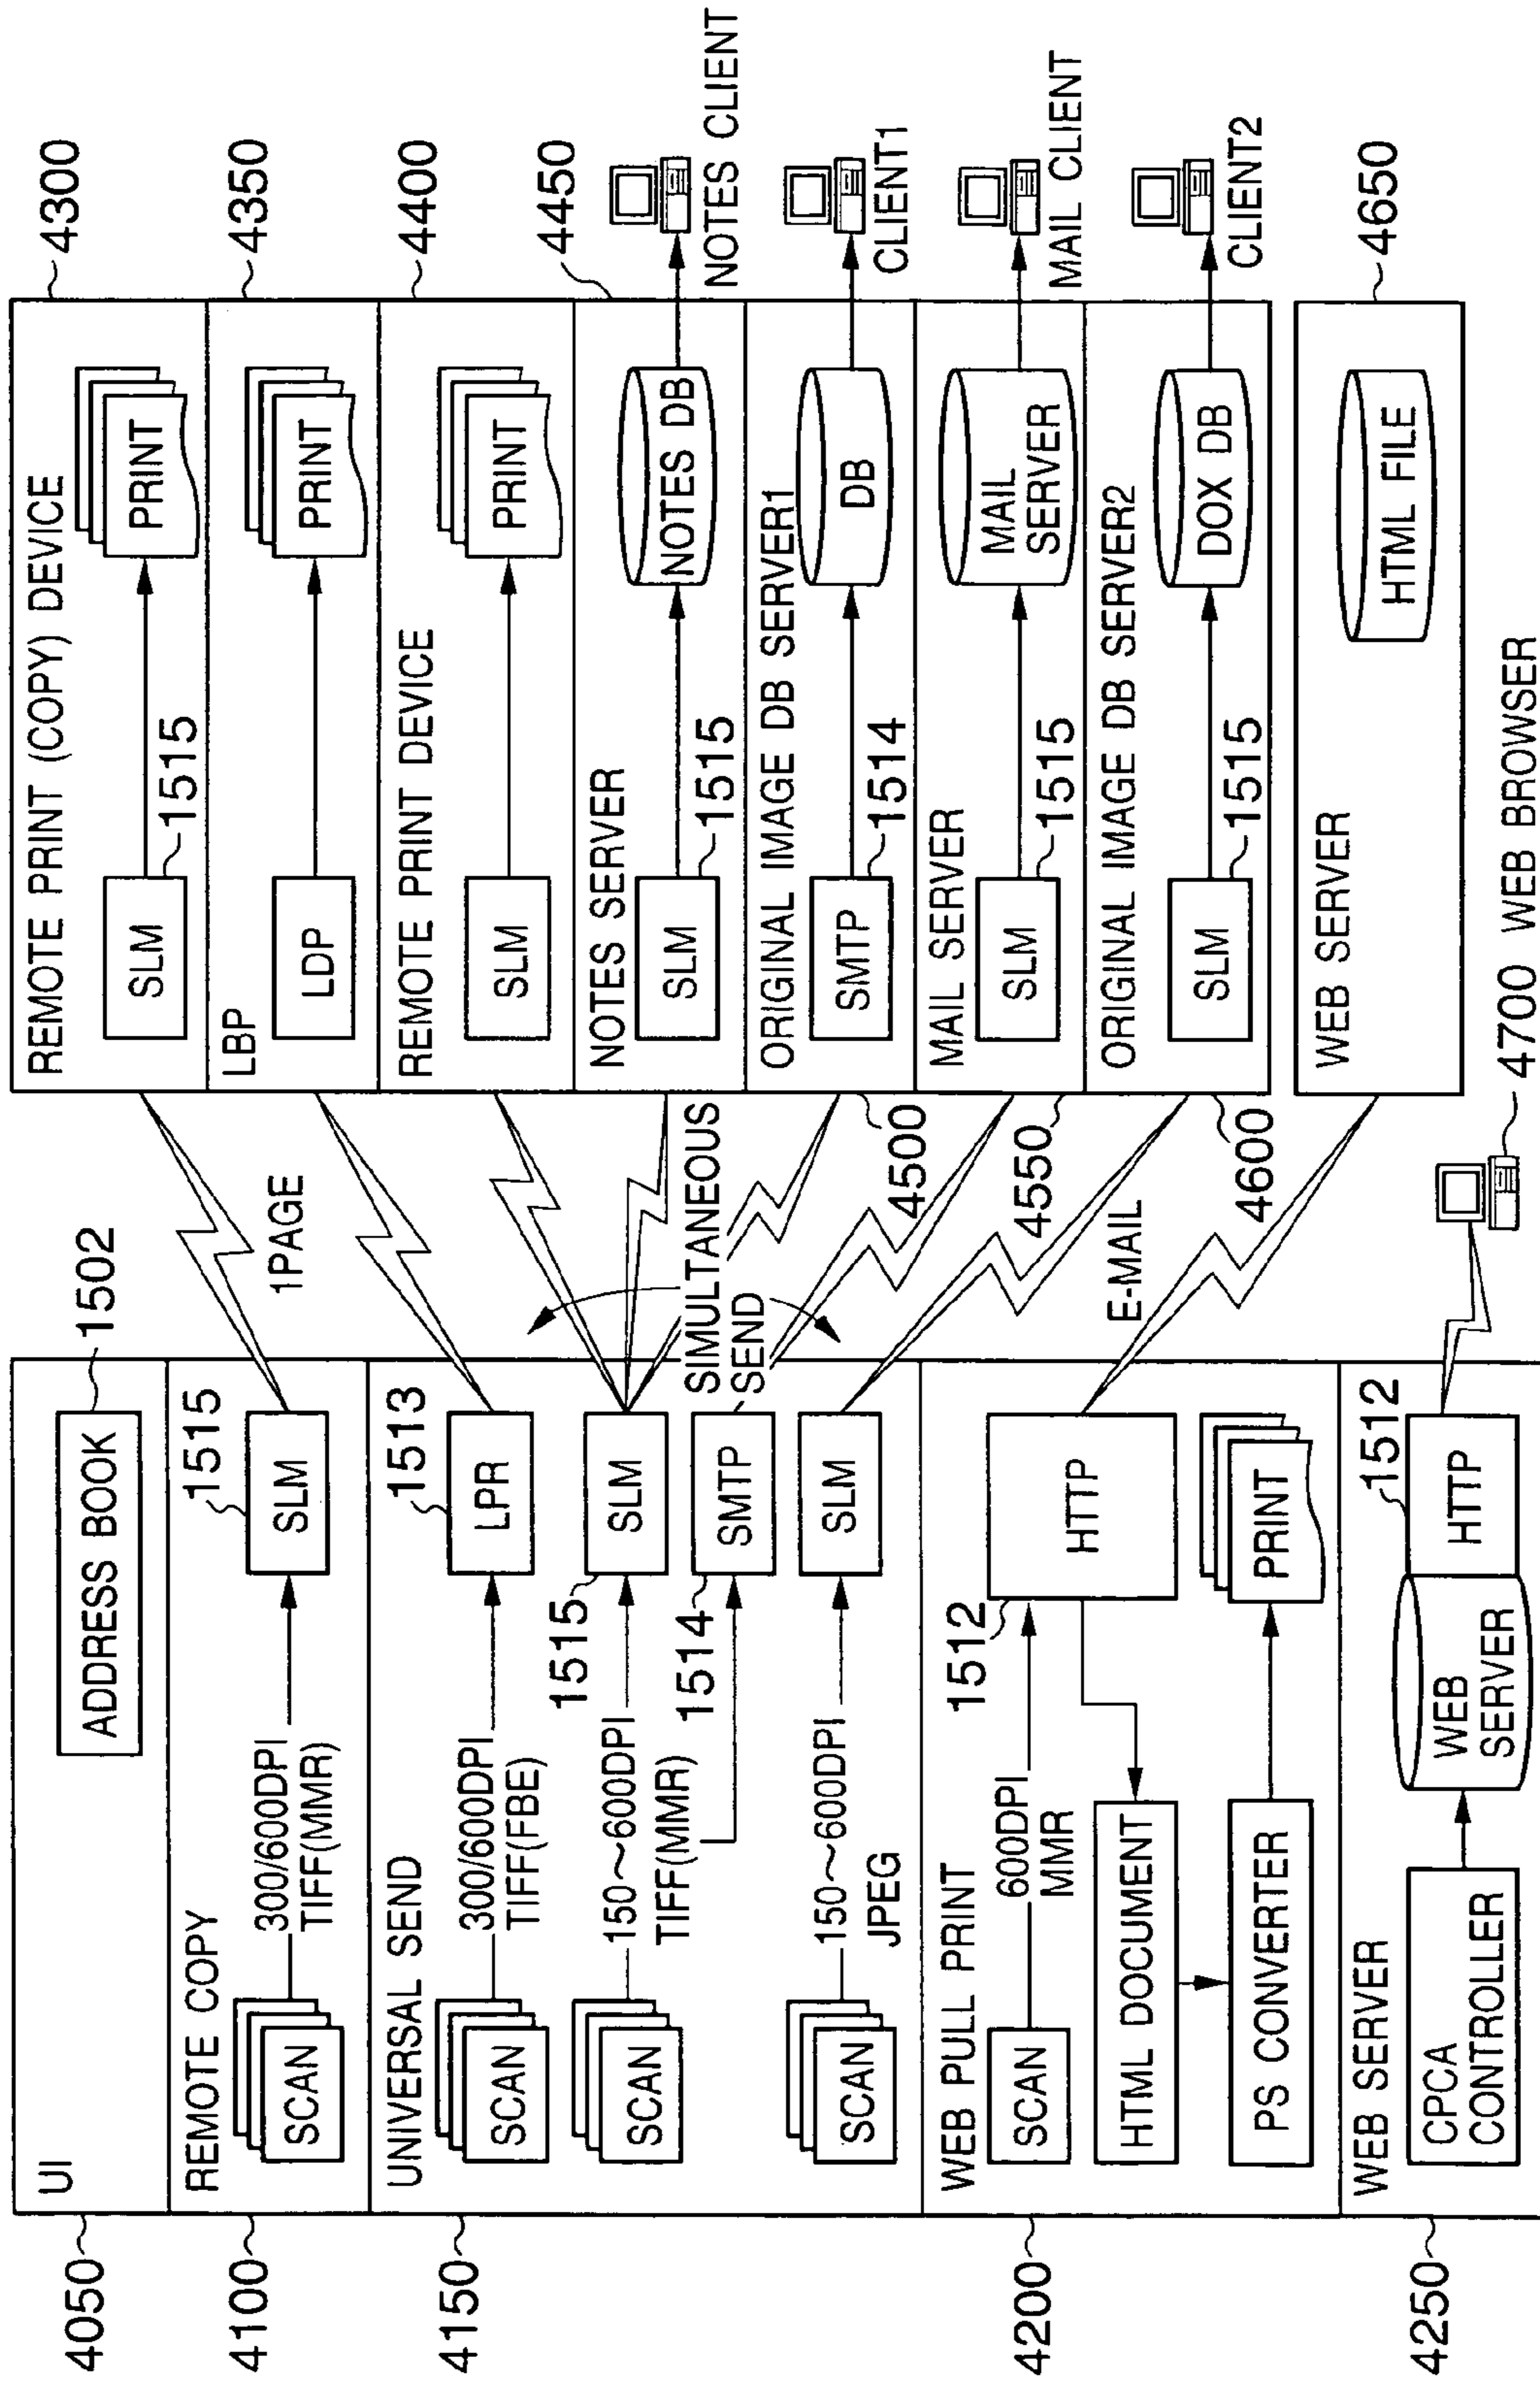 4050
UI
ADDRESS BOOK
1502
4100
REMOTE COPY
SCAN
300/600DPI
TIFF(MMR)
SLM
1515
1PAGE
4150
UNIVERSAL SEND
SCAN
300/600DPI
TIFF(FBE)
LPR
1513
SCAN
150~600DPI
TIFF(MMR)
1515
SLM
1514
SMTP
SIMULTANEOUS
SEND
SCAN
150~600DPI
JPEG
SLM
E-MAIL
4200
WEB PULL PRINT
SCAN
600DPI
MMR
1512
HTTP
HTML DOCUMENT
PS CONVERTER
PRINT
4250
WEB SERVER
CPCA
CONTROLLER
WEB
SERVER
HTTP
1512
4700 WEB BROWSER
REMOTE PRINT (COPY) DEVICE
4300
SLM
1515
PRINT
LBP
4350
LDP
PRINT
REMOTE PRINT DEVICE
4400
SLM
PRINT
NOTES SERVER
4450
SLM
1515
NOTES DB
NOTES CLIENT
ORIGINAL IMAGE DB SERVER1
4500
SMTP
1514
DB
CLIENT1
MAIL SERVER
4550
SLM
1515
MAIL
SERVER
MAIL CLIENT
ORIGINAL IMAGE DB SERVER2
4600
SLM
1515
DOX DB
CLIENT2
WEB SERVER
4650
HTML FILE